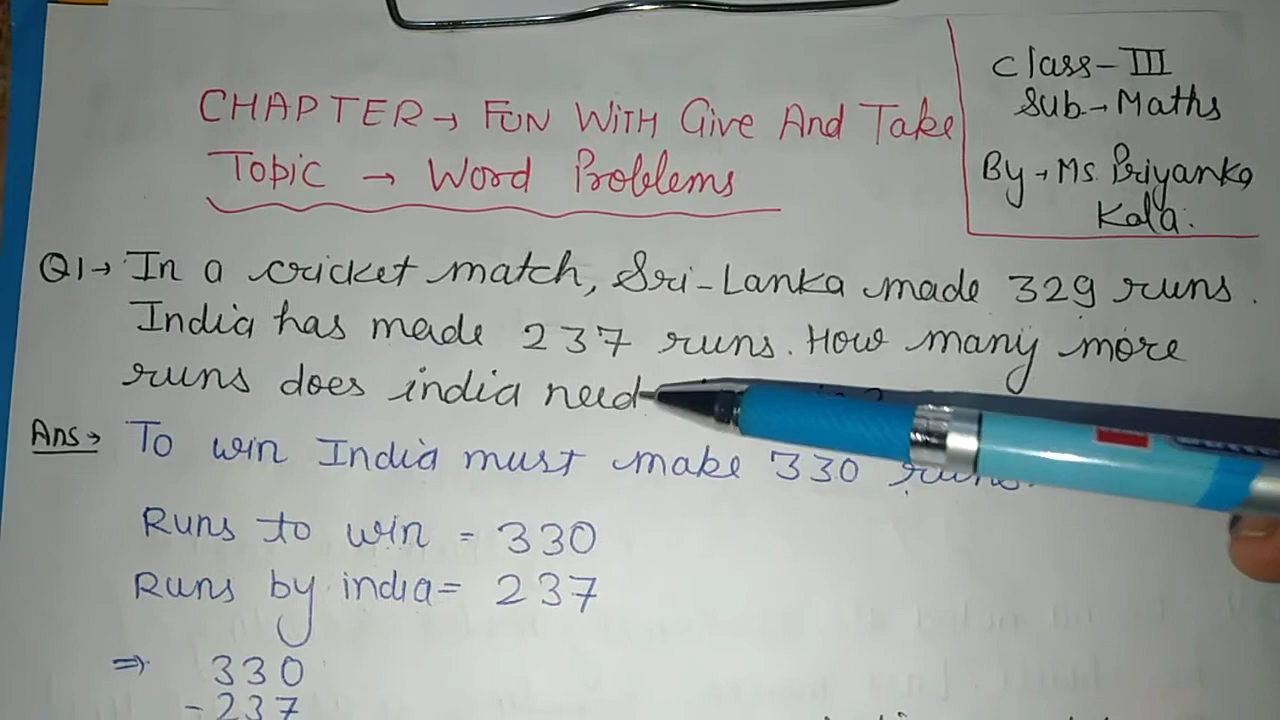 CHAPTER → FUN WITH Give And Take
Topic → Word Problems
Class - III
Sub → Maths
By → Ms. Priyanka
Kala.
Q1 → In a cricket match, Sri-Lanka made 329 runs.
India has made 237 runs. How many more
runs does india need
Ans → To win India must make 330 runs.
Runs to win = 330
Runs by india = 237
⇒ 330
- 237